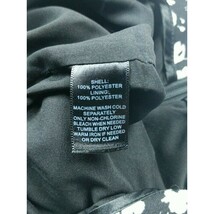 SHELL:
100% POLYESTER
LINING:
100% POLYESTER
MACHINE WASH COLD
SEPARATELY
ONLY NON-CHLORINE
BLEACH WHEN NEEDED
TUMBLE DRY LOW
WARM IRON IF NEEDED
OR DRY CLEAN